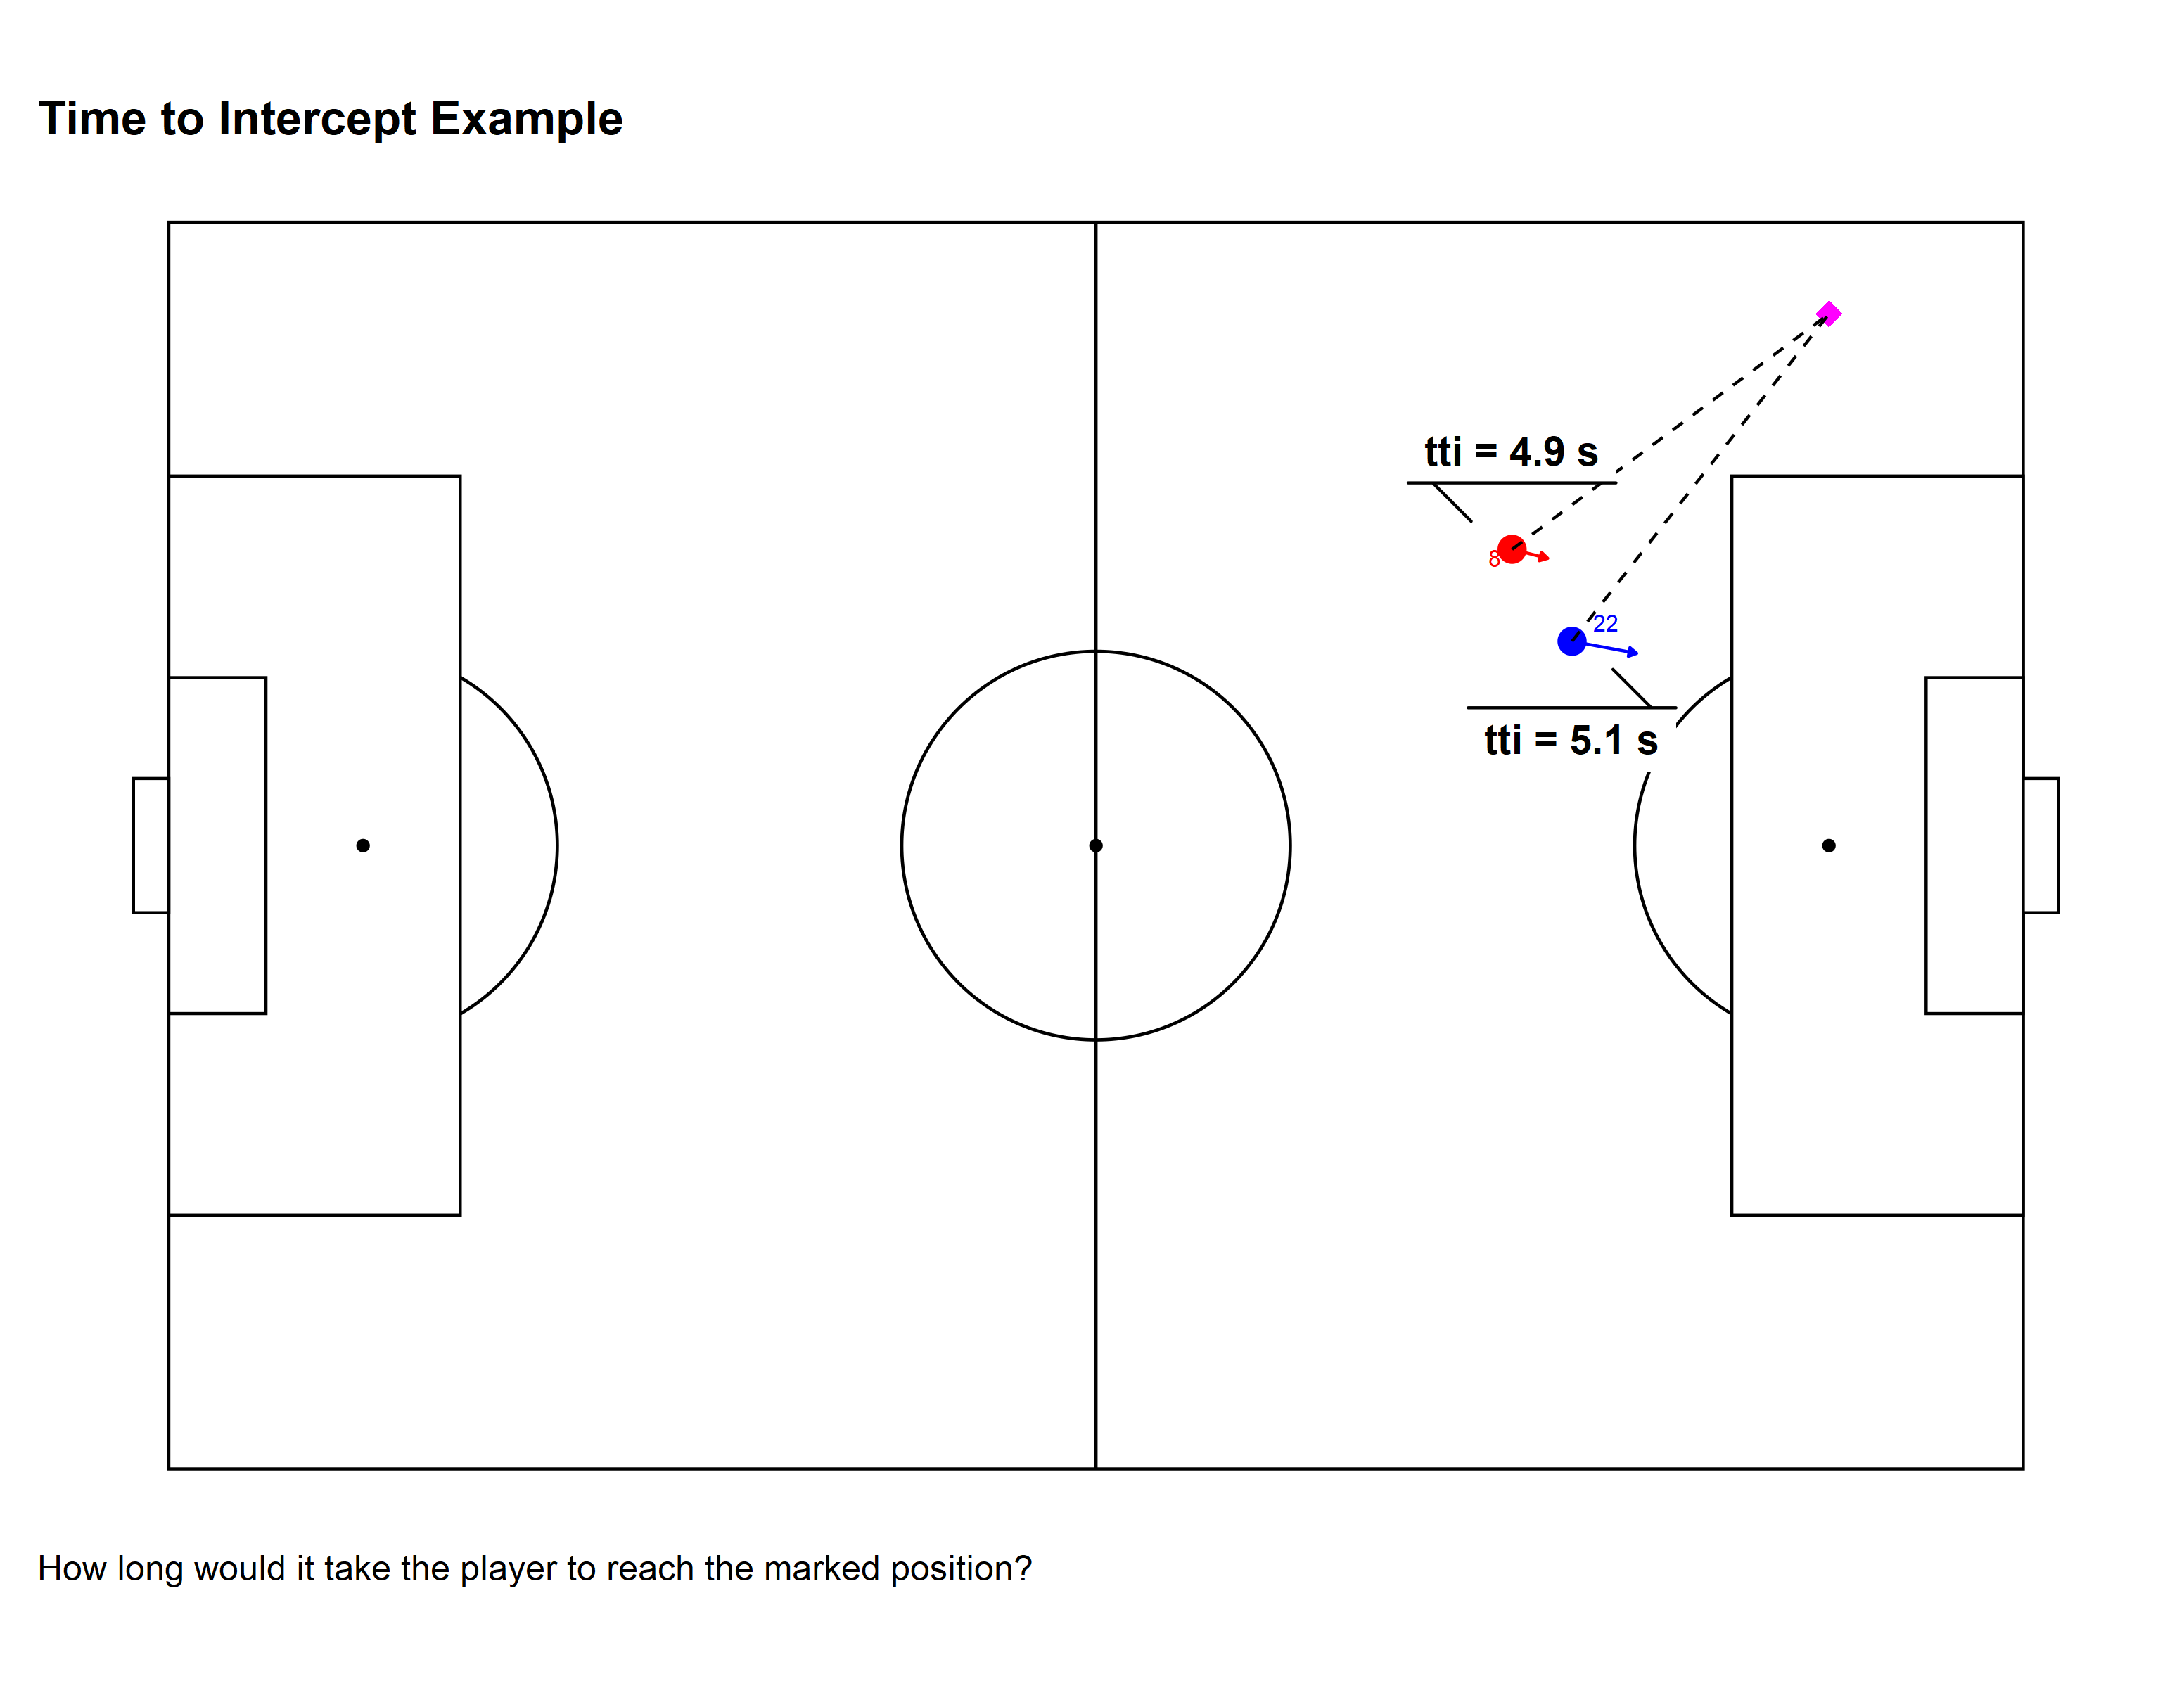 Time to Intercept Example
tti = 4.9 s
8
22
tti = 5.1 s
How long would it take the player to reach the marked position?